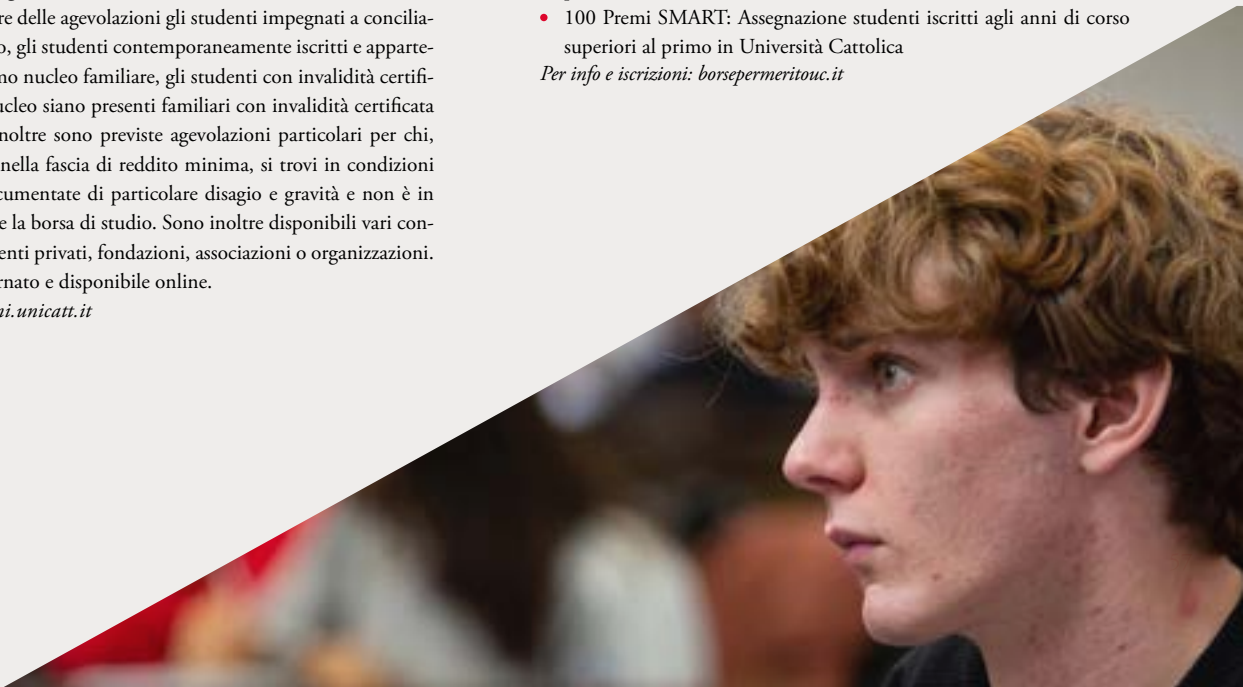 re delle agevolazioni gli studenti impegnati a concilia-
o, gli studenti contemporaneamente iscritti e apparte-
no nucleo familiare, gli studenti con invalidità certifi-
ucleo siano presenti familiari con invalidità certificata
noltre sono previste agevolazioni particolari per chi,
nella fascia di reddito minima, si trovi in condizioni
cumentate di particolare disagio e gravità e non è in
e la borsa di studio. Sono inoltre disponibili vari con-
enti privati, fondazioni, associazioni o organizzazioni.
rnato e disponibile online.
ni.unicatt.it
• 100 Premi SMART: Assegnazione studenti iscritti agli anni di corso
superiori al primo in Università Cattolica
Per info e iscrizioni: borsepermeritouc.it